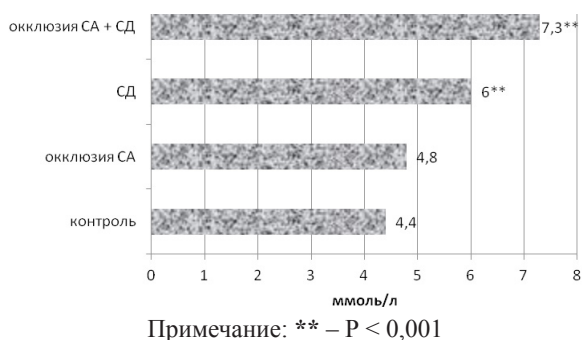 окклюзия СА + СД
7,3**
СД
6**
окклюзия СА
4,8
контроль
4,4
0 1 2 3 4 5 6 7 8
ммоль/л
Примечание: ** – P < 0,001